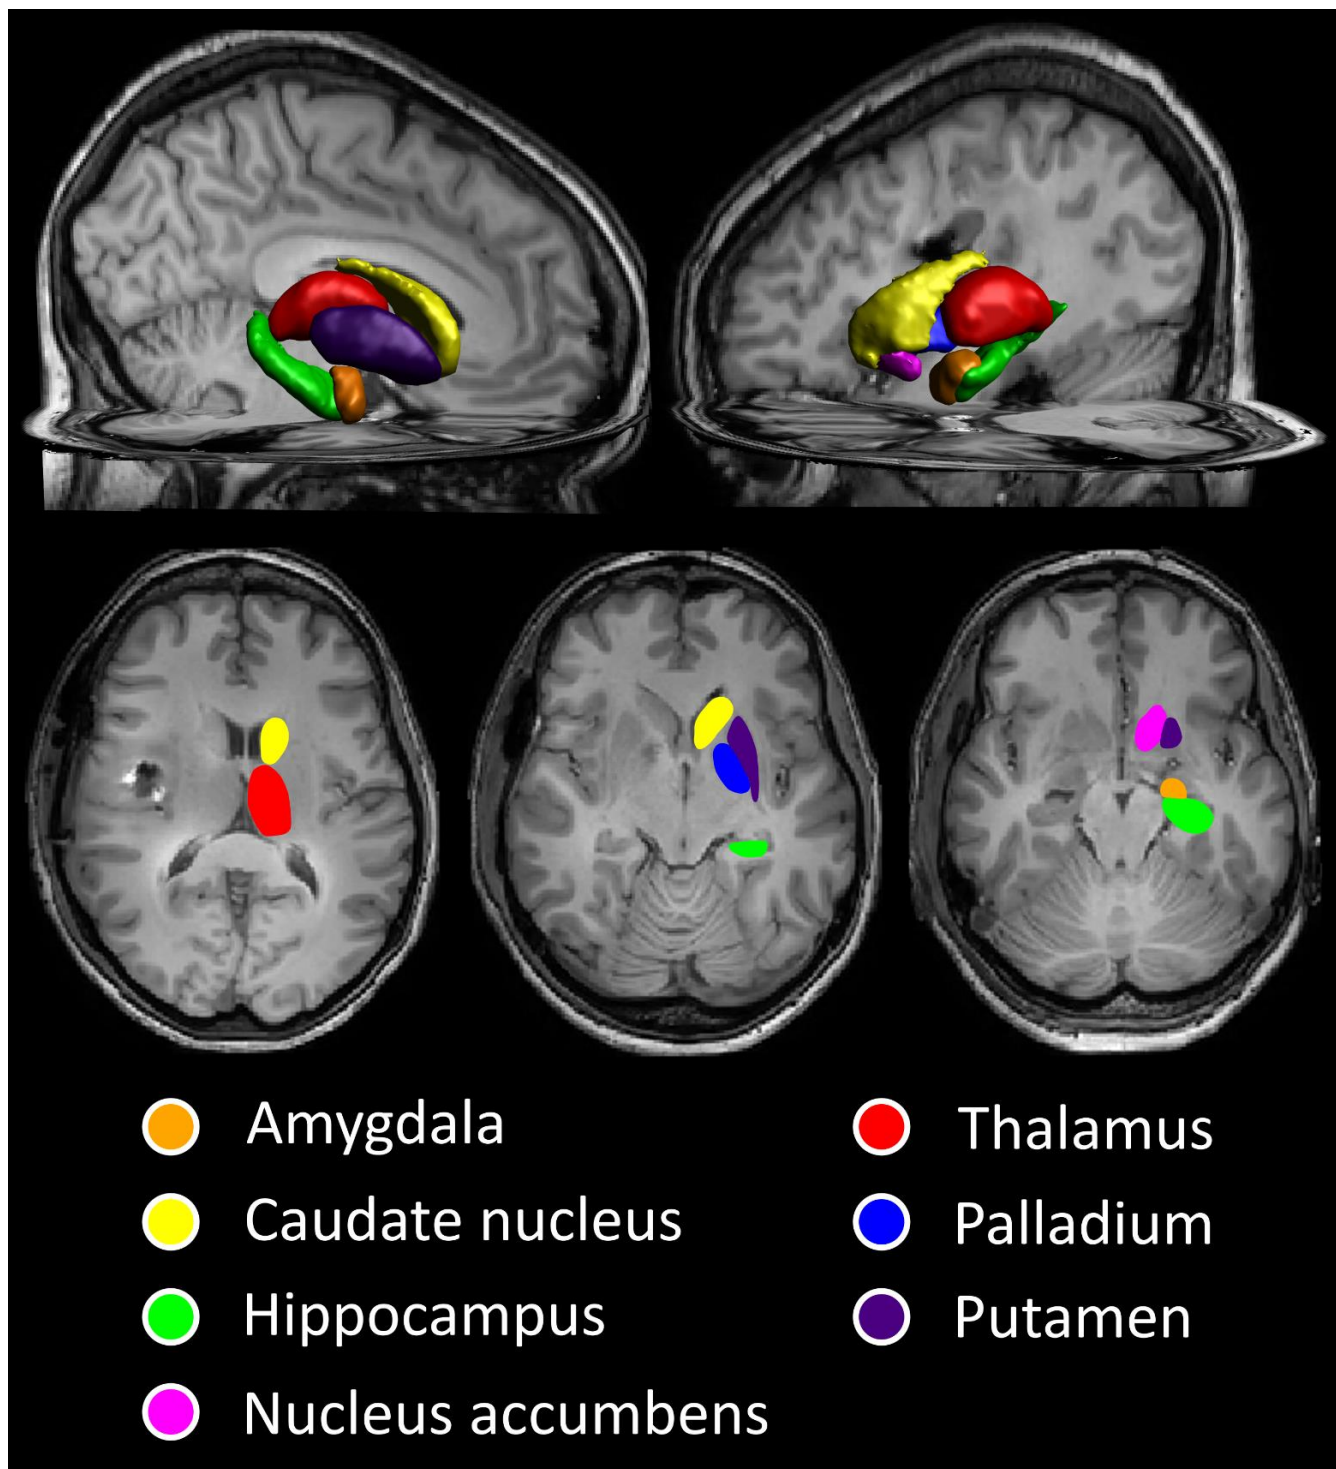 Amygdala
Thalamus
Caudate nucleus
Palladium
Hippocampus
Putamen
Nucleus accumbens